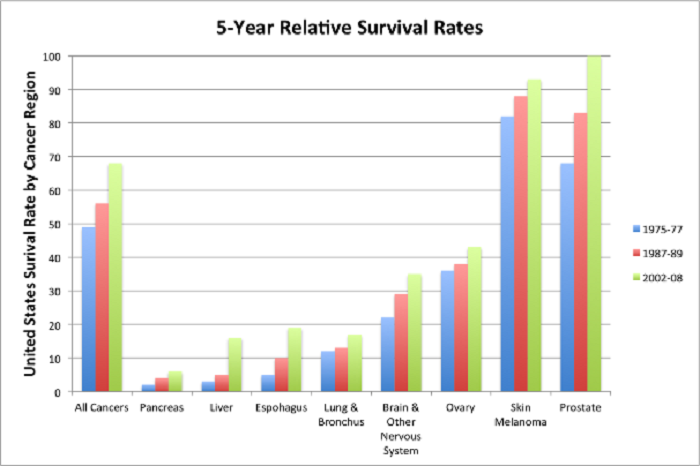 5-Year Relative Survival Rates
United States Surival Rate by Cancer Region
100
90
80
70
60
50
40
30
20
10
0
All Cancers
Pancreas
Liver
Espohagus
Lung &
Bronchus
Brain &
Other
Nervous
System
Ovary
Skin
Melanoma
Prostate
1975-77
1987-89
2002-08